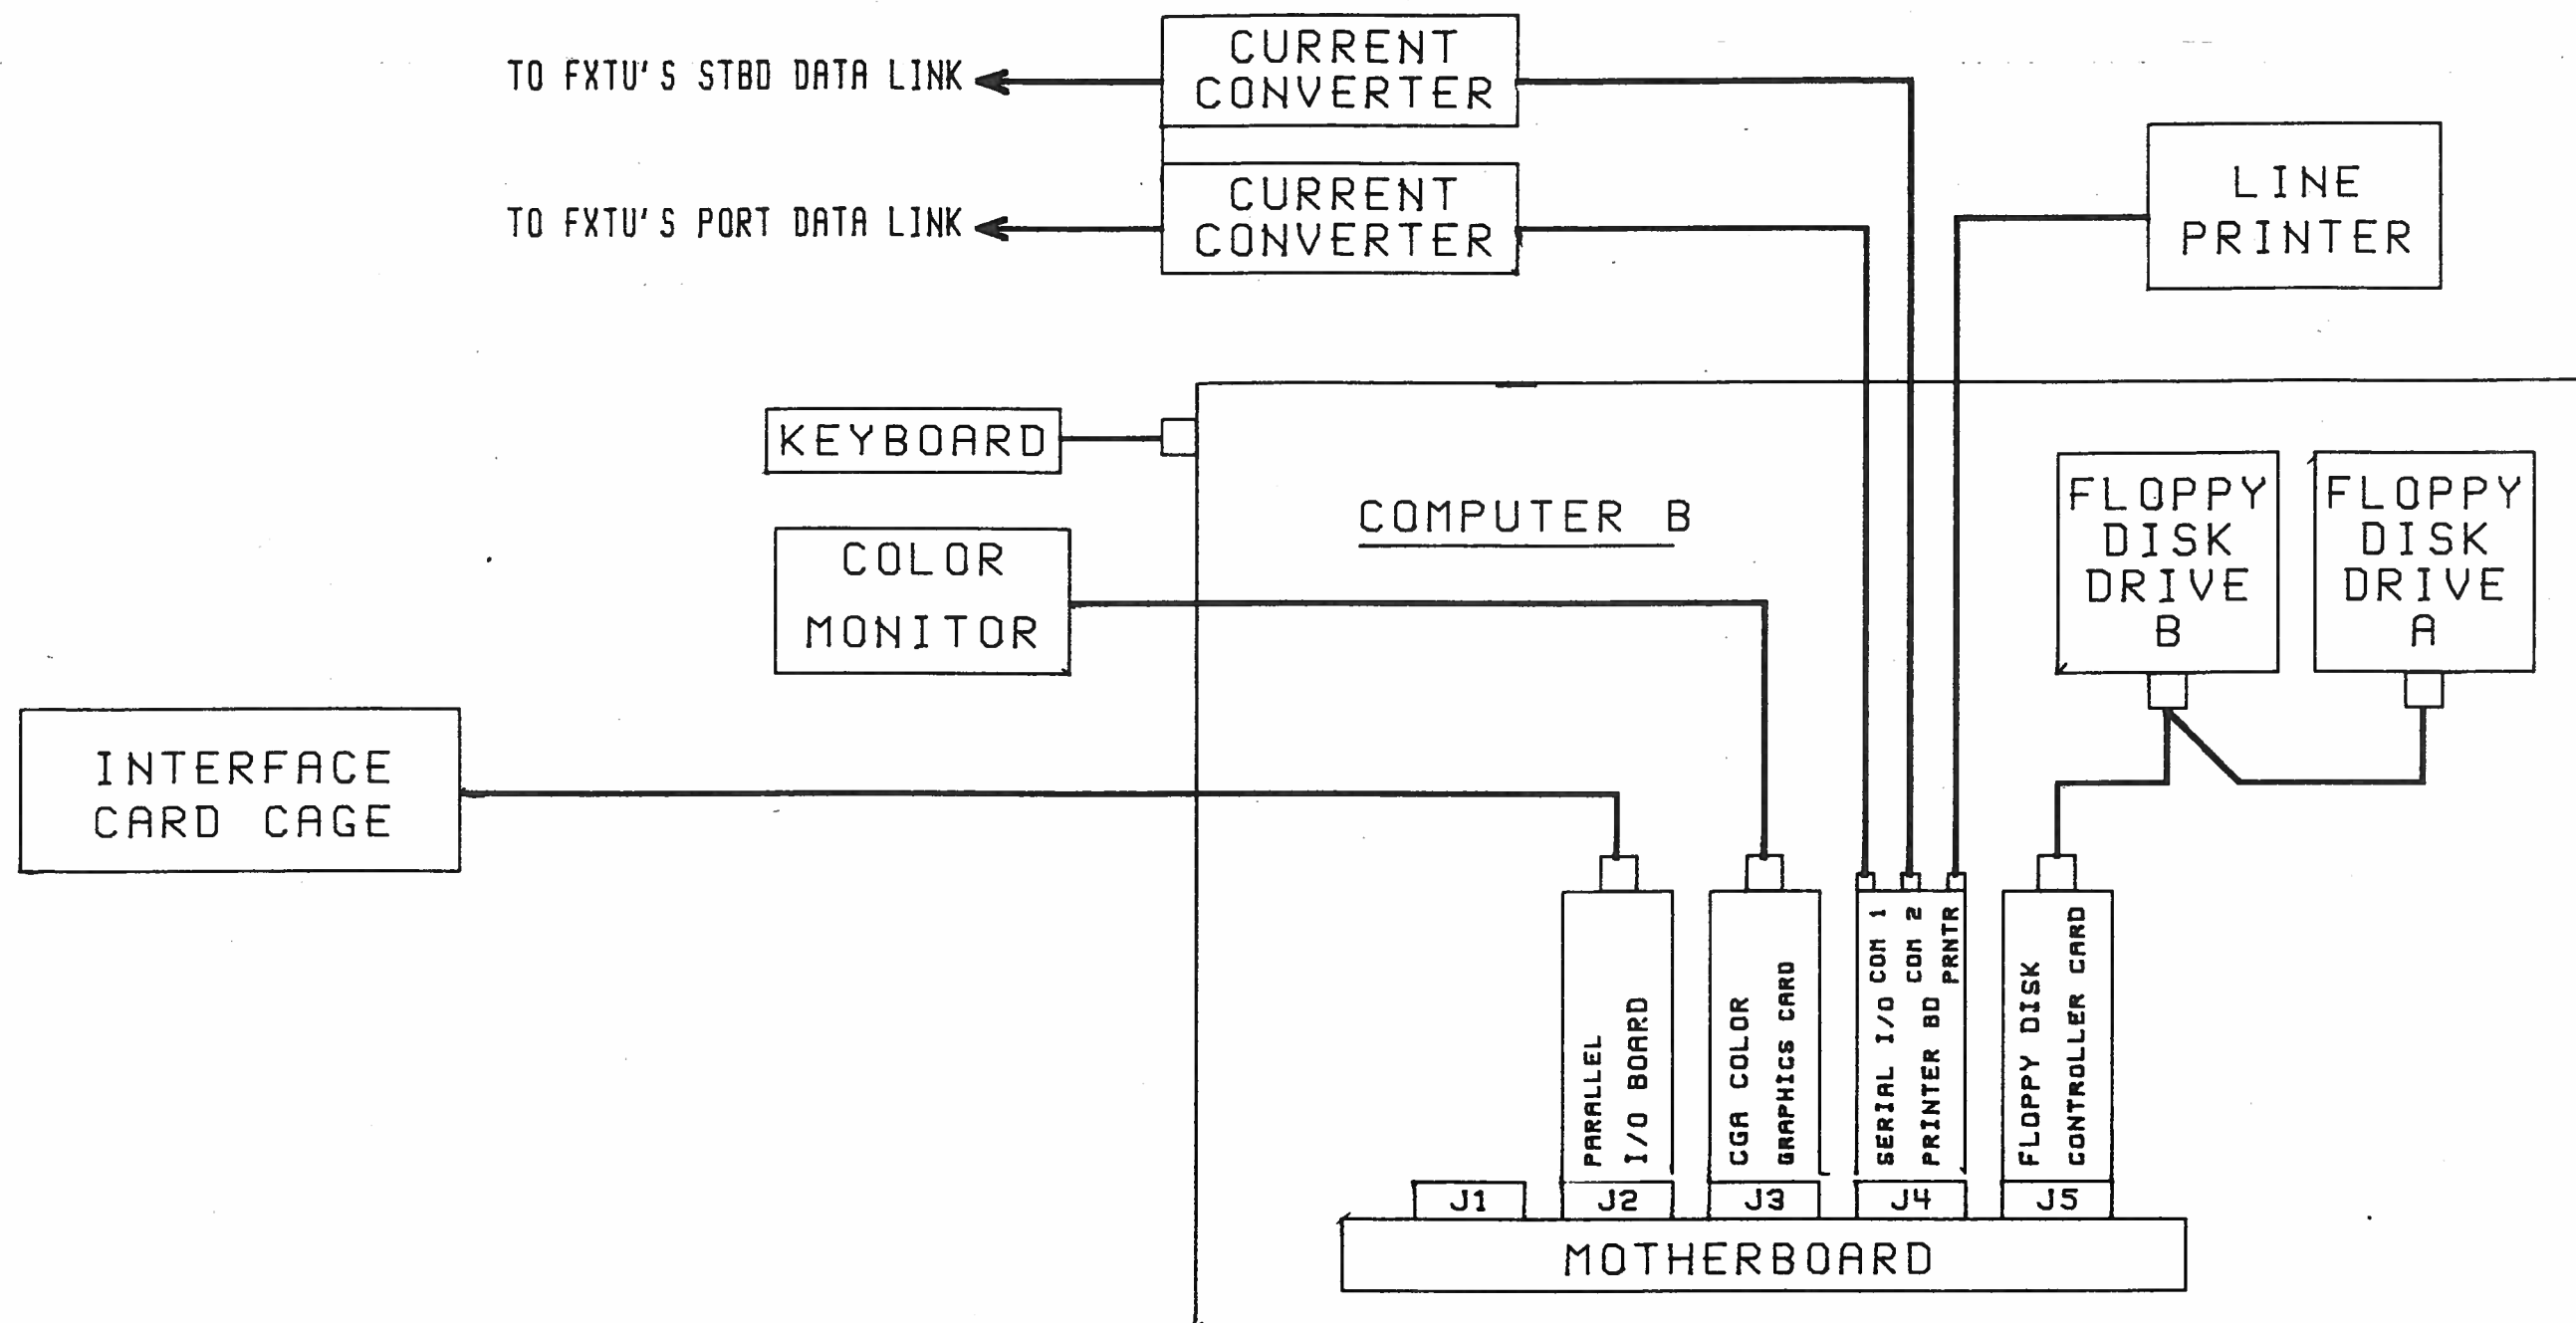 CURRENT
CONVERTER
TO FXTU'S STBD DATA LINK
CURRENT
CONVERTER
TO FXTU'S PORT DATA LINK
LINE
PRINTER
KEYBOARD
COMPUTER B
COLOR
MONITOR
FLOPPY
DISK
DRIVE
B
FLOPPY
DISK
DRIVE
A
INTERFACE
CARD CAGE
PARALLEL
I/O BOARD
CGA COLOR
GRAPHICS CARD
SERIAL I/O COM 1
PRINTER BD COM 2
PRNTR
FLOPPY DISK
CONTROLLER CARD
J1
J2
J3
J4
J5
MOTHERBOARD